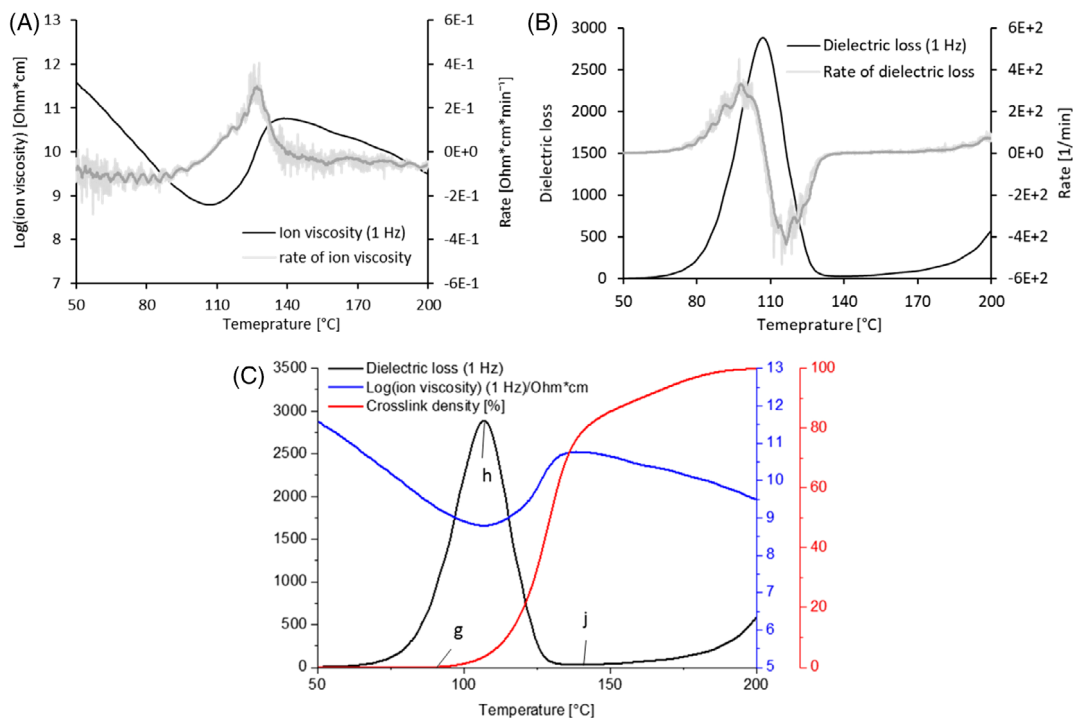 (A)
13
12
11
10
9
8
7
Log(ion viscosity) [Ohm*cm]
6E-1
4E-1
2E-1
0E+0
-2E-1
-4E-1
-6E-1
Rate [Ohm*cm*min⁻¹]
Ion viscosity (1 Hz)
rate of ion viscosity
50 80 110 140 170 200
Temeprature [°C]
(B)
3000
2500
2000
1500
1000
500
0
Dielectric loss
6E+2
4E+2
2E+2
0E+0
-2E+2
-4E+2
-6E+2
Rate [1/min]
Dielectric loss (1 Hz)
Rate of dielectric loss
50 80 110 140 170 200
Temeprature [°C]
(C)
Dielectric loss (1 Hz)
Log(ion viscosity) (1 Hz)/Ohm*cm
Crosslink density [%]
3500
3000
2500
2000
1500
1000
500
0
h
g
j
13
12
11
10
9
8
7
6
5
100
80
60
40
20
0
50 100 150 200
Temperature [°C]